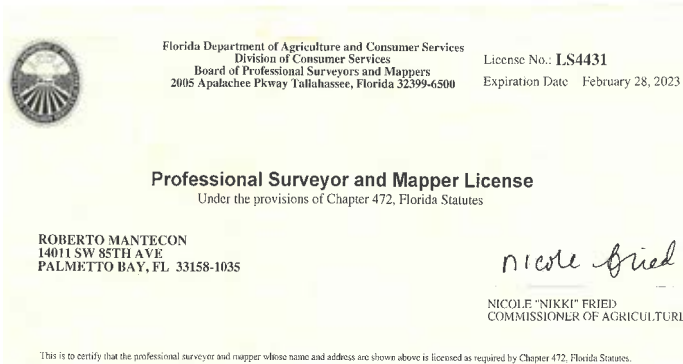 Florida Department of Agriculture and Consumer Services
Division of Consumer Services
Board of Professional Surveyors and Mappers
2005 Apalachee Pkway Tallahassee, Florida 32399-6500
License No.: LS4431
Expiration Date February 28, 2023
Professional Surveyor and Mapper License
Under the provisions of Chapter 472, Florida Statutes
ROBERTO MANTECON
14011 SW 85TH AVE
PALMETTO BAY, FL 33158-1035
Nicole Fried
NICOLE "NIKKI" FRIED
COMMISSIONER OF AGRICULTURE
This is to certify that the professional surveyor and mapper whose name and address are shown above is licensed as required by Chapter 472, Florida Statutes.